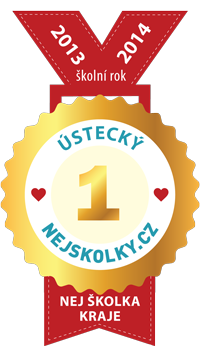 2013 2014
školní rok
ÚSTECKÝ
1
NEJSKOLKY.CZ
NEJ ŠKOLKA
KRAJE